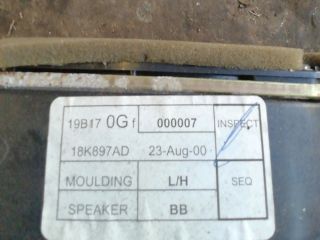 19B17 0G f 000007 INSPECT
18K897AD 23-Aug-00
MOULDING L/H SEQ
SPEAKER BB